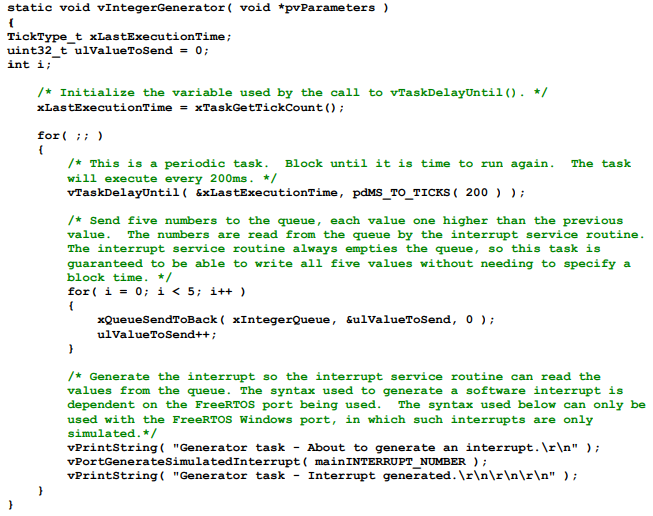 static void vIntegerGenerator( void *pvParameters )
{
TickType_t xLastExecutionTime;
uint32_t ulValueToSend = 0;
int i;
/* Initialize the variable used by the call to vTaskDelayUntil(). */
xLastExecutionTime = xTaskGetTickCount();
for( ;; )
{
/* This is a periodic task.  Block until it is time to run again.  The task
will execute every 200ms. */
vTaskDelayUntil( &xLastExecutionTime, pdMS_TO_TICKS( 200 ) );
/* Send five numbers to the queue, each value one higher than the previous
value.  The numbers are read from the queue by the interrupt service routine.
The interrupt service routine always empties the queue, so this task is
guaranteed to be able to write all five values without needing to specify a
block time. */
for( i = 0; i < 5; i++ )
{
xQueueSendToBack( xIntegerQueue, &ulValueToSend, 0 );
ulValueToSend++;
}
/* Generate the interrupt so the interrupt service routine can read the
values from the queue. The syntax used to generate a software interrupt is
dependent on the FreeRTOS port being used.  The syntax used below can only be
used with the FreeRTOS Windows port, in which such interrupts are only
simulated.*/
vPrintString( "Generator task - About to generate an interrupt.\r\n" );
vPortGenerateSimulatedInterrupt( mainINTERRUPT_NUMBER );
vPrintString( "Generator task - Interrupt generated.\r\n\r\n\r\n" );
}
}